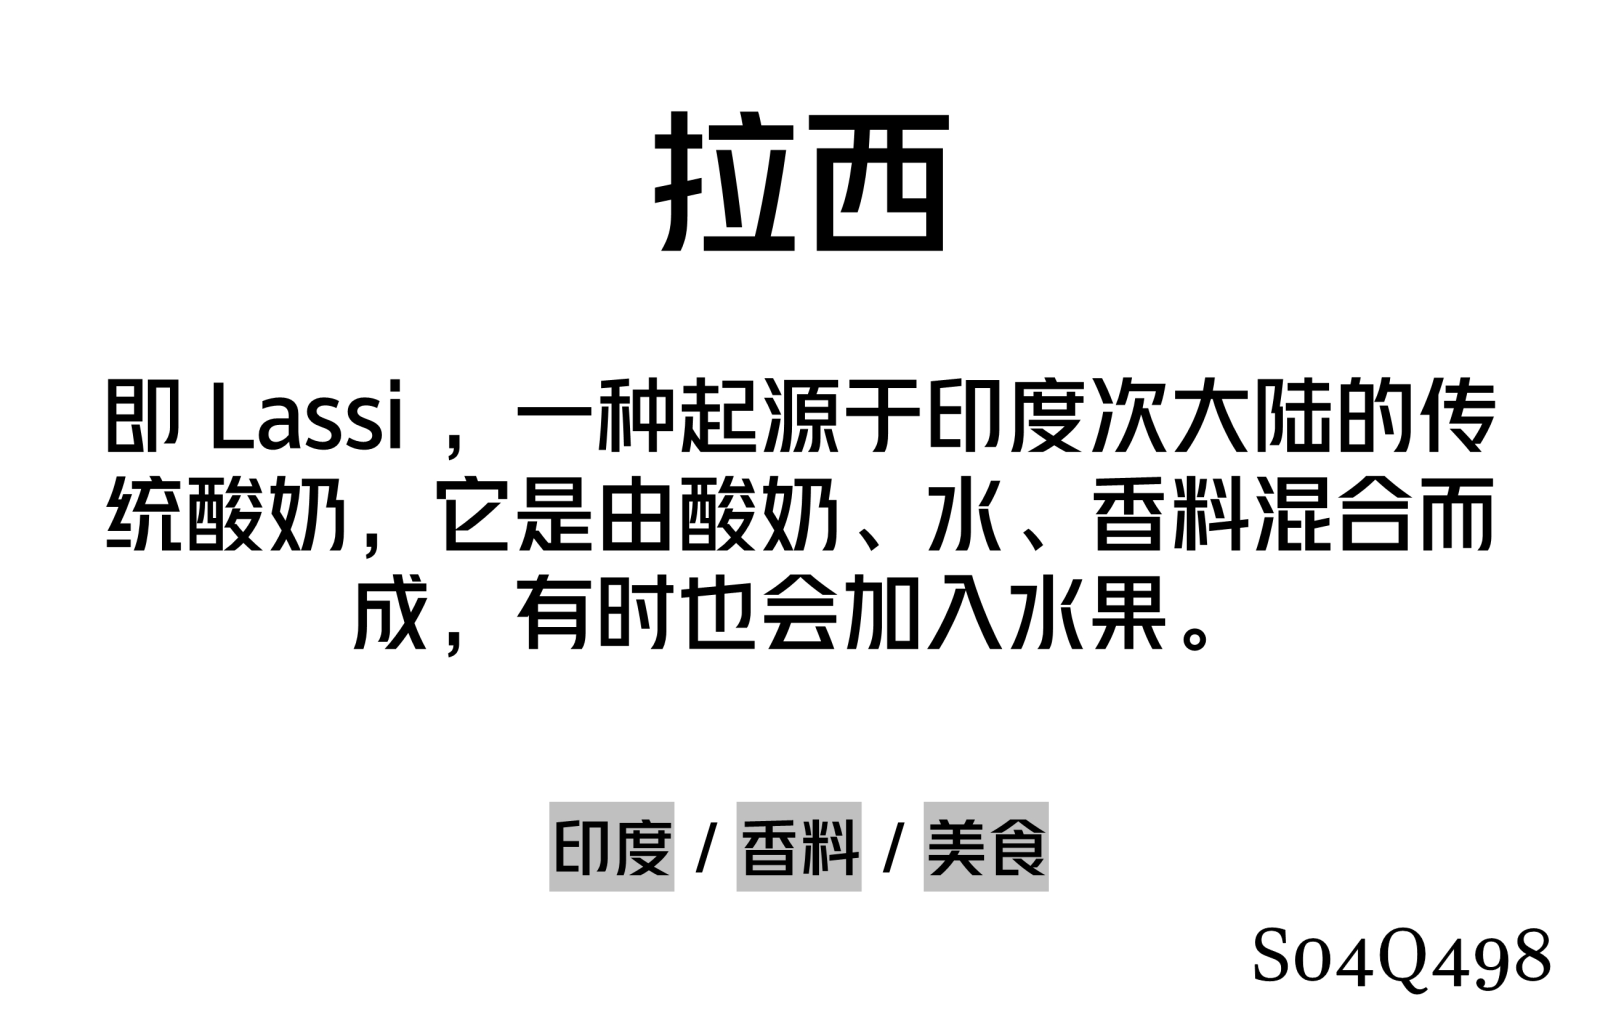 拉西
即 Lassi ，一种起源于印度次大陆的传
统酸奶，它是由酸奶、水、香料混合而
成，有时也会加入水果。
印度 / 香料 / 美食
S04Q498